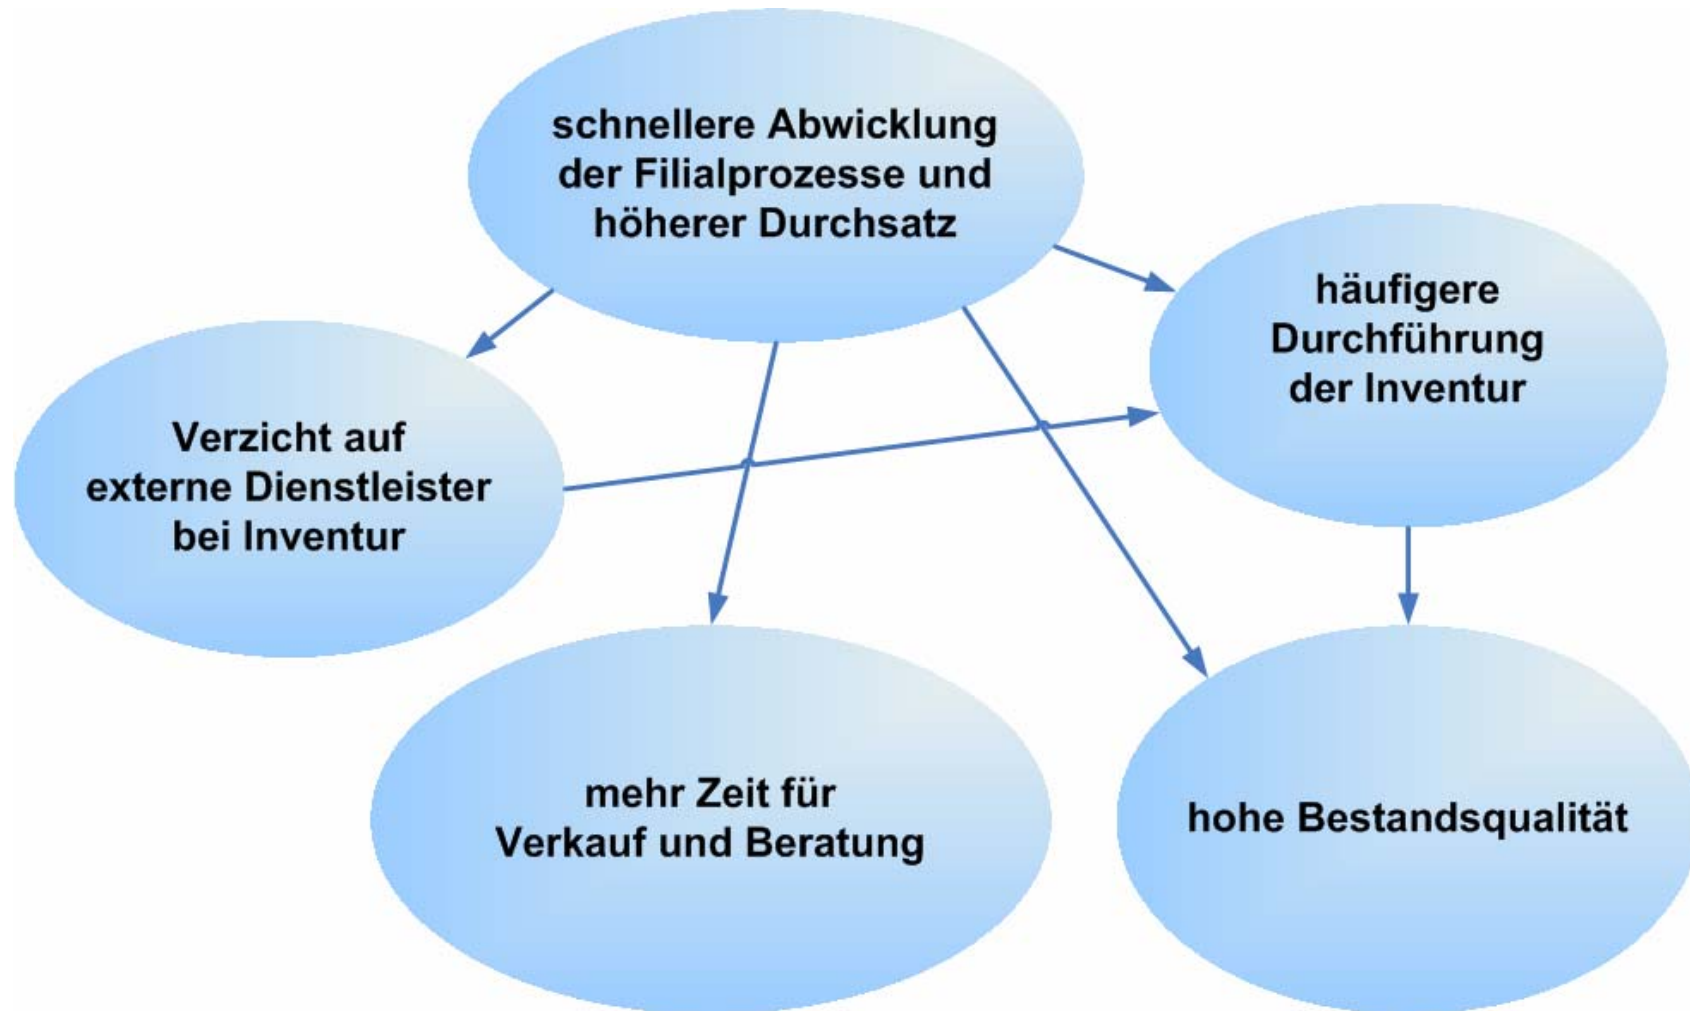 schnellere Abwicklung
der Filialprozesse und
höherer Durchsatz
häufigere
Durchführung
der Inventur
Verzicht auf
externe Dienstleister
bei Inventur
mehr Zeit für
Verkauf und Beratung
hohe Bestandsqualität